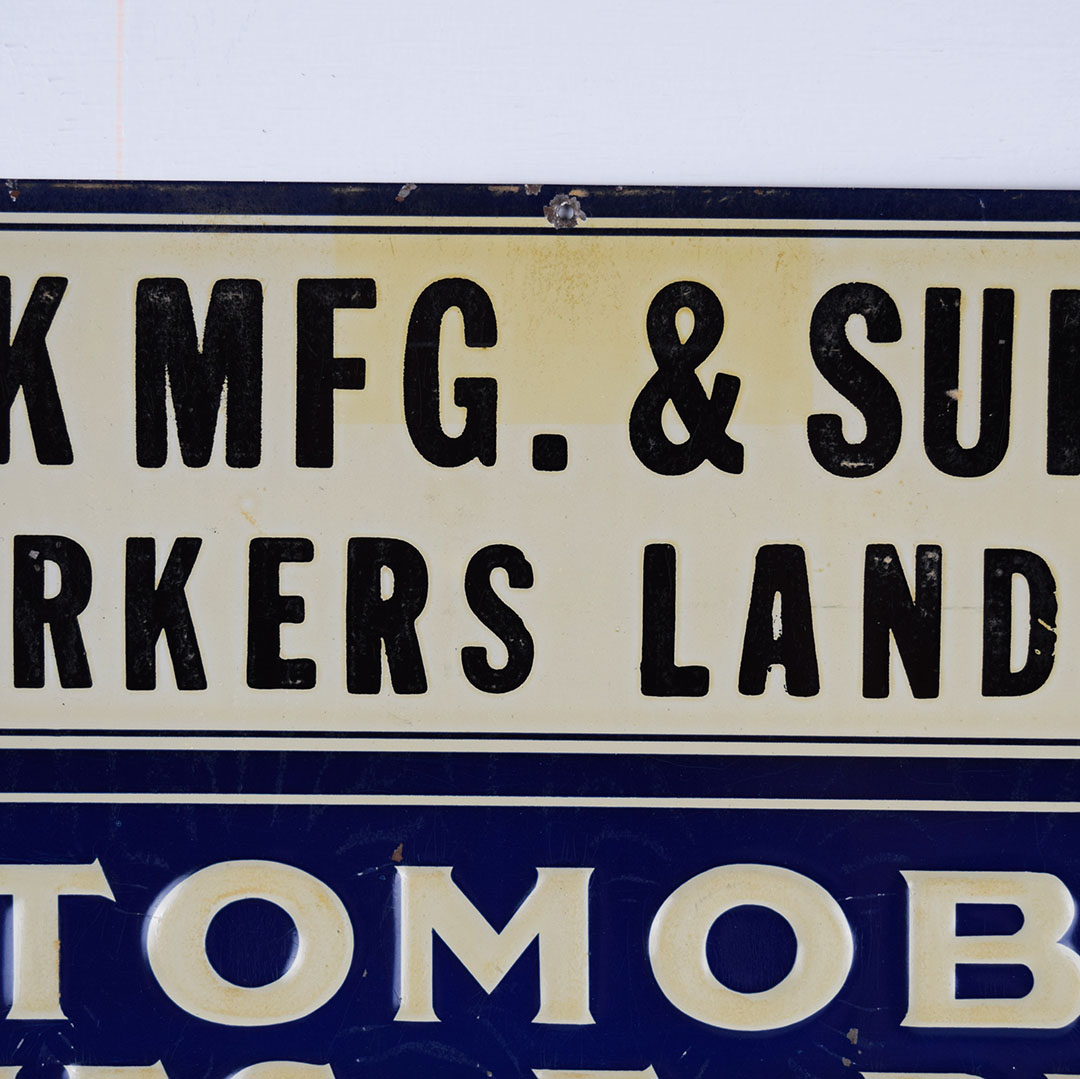 K MFG. & SU
RKERS LAND
TOMOB